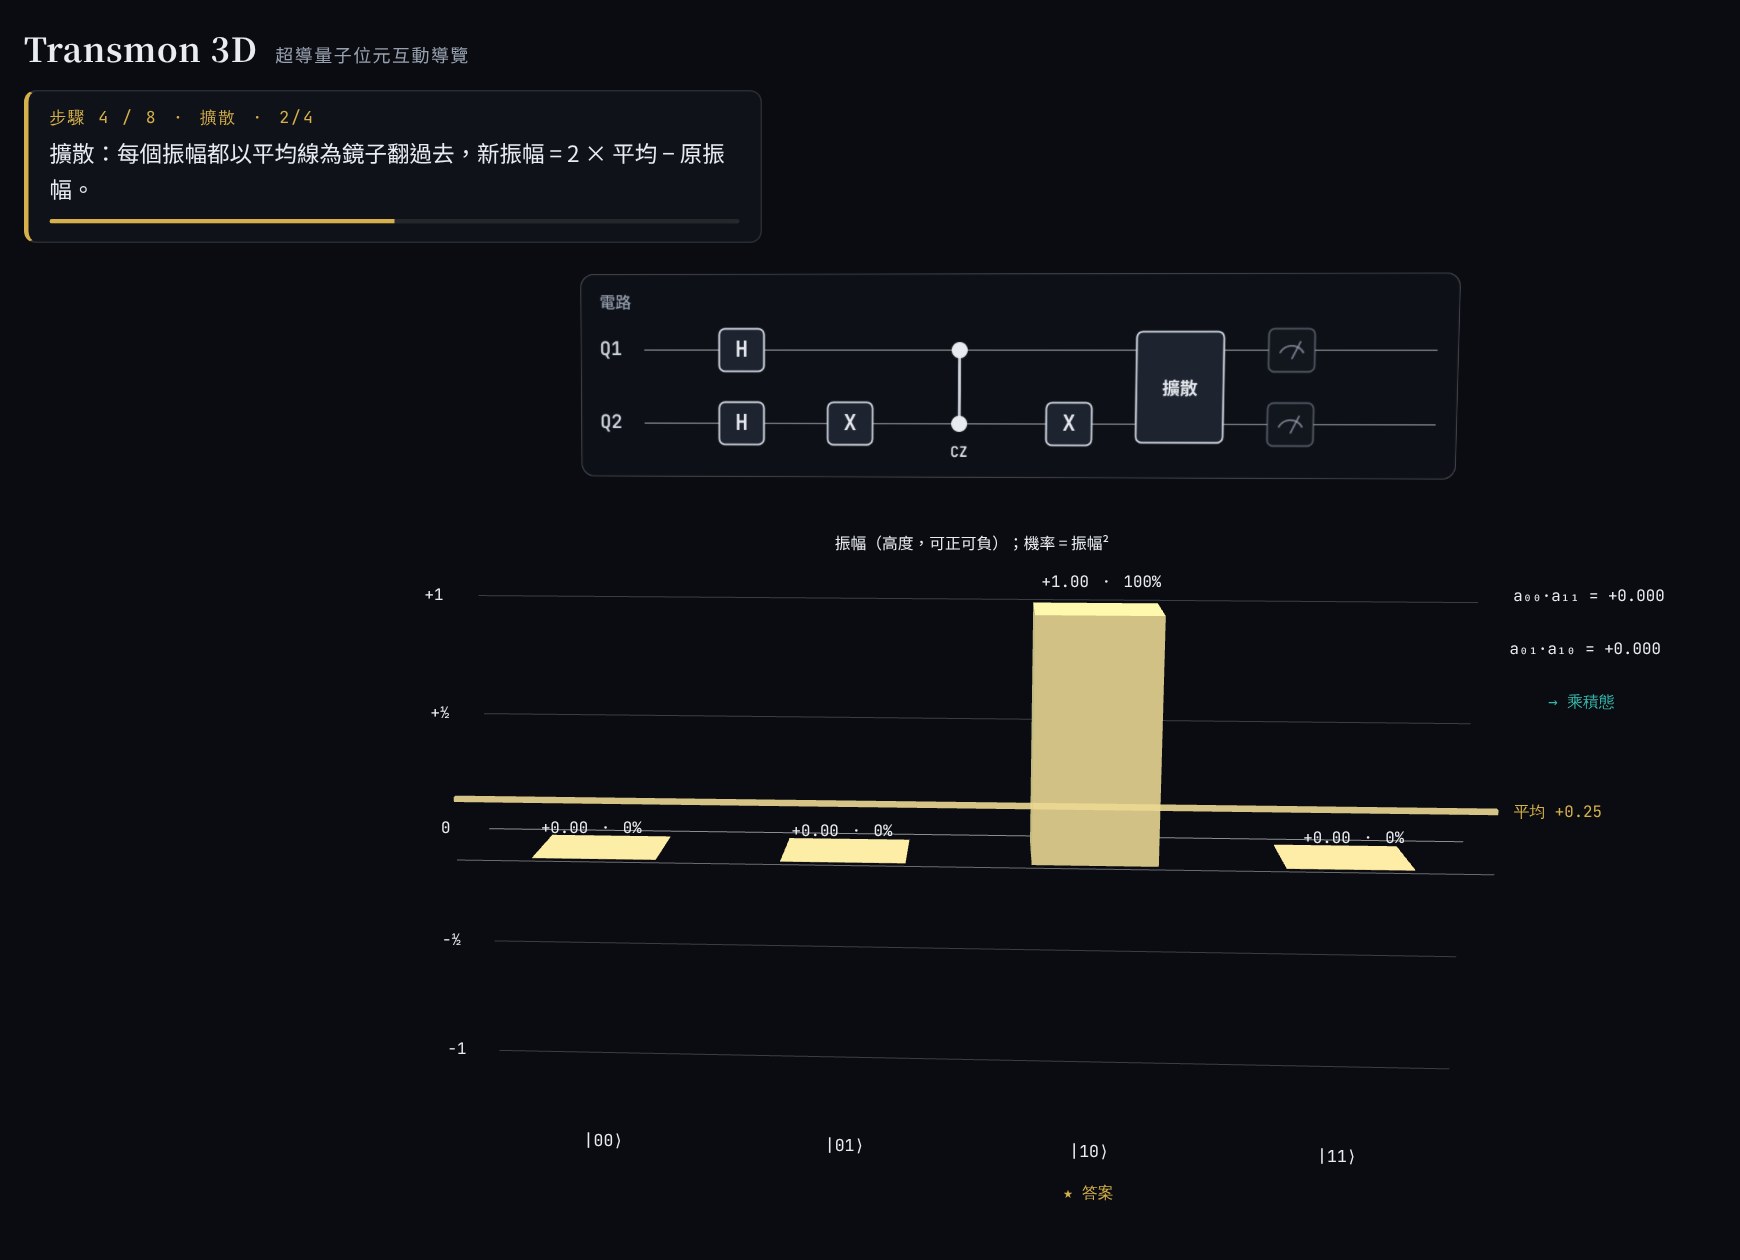 Transmon 3D 超導量子位元互動導覽
步驟 4 / 8 · 擴散 · 2/4
擴散：每個振幅都以平均線為鏡子翻過去，新振幅 = 2 × 平均 − 原振
幅。
電路
Q1 H
擴散
Q2 H X X
CZ
振幅（高度，可正可負）；機率 = 振幅²
+1.00 · 100%
+1
a₀₀·a₁₁ = +0.000
a₀₁·a₁₀ = +0.000
→ 乘積態
+½
平均 +0.25
0
+0.00 · 0%
+0.00 · 0%
+0.00 · 0%
-½
-1
|00⟩
|01⟩
|10⟩
|11⟩
★ 答案